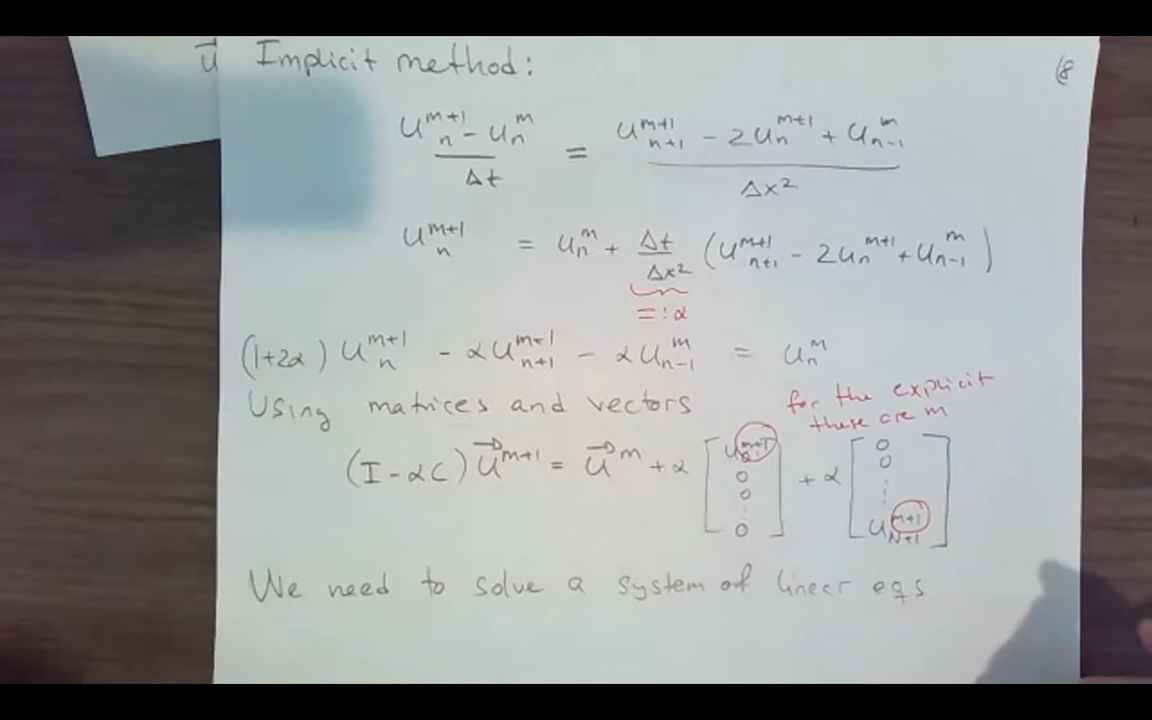 u⃗ Implicit method: (8
(u_n^{m+1} - u_n^m) / Δt = (u_{n+1}^{m+1} - 2u_n^{m+1} + u_{n-1}^m) / Δx²
u_n^{m+1} = u_n^m + Δt/Δx² (u_{n+1}^{m+1} - 2u_n^{m+1} + u_{n-1}^m)
=: α
(1+2α) u_n^{m+1} - α u_{n+1}^{m+1} - α u_{n-1}^m = u_n^m
Using matrices and vectors
for the explicit
these are m
(I - αC) u⃗^{m+1} = u⃗^m + α [u_0^{m+1} 0 0 ⋮ 0] + α [0 0 ⋮ u_{N+1}^{m+1}]
We need to solve a system of linear eqs